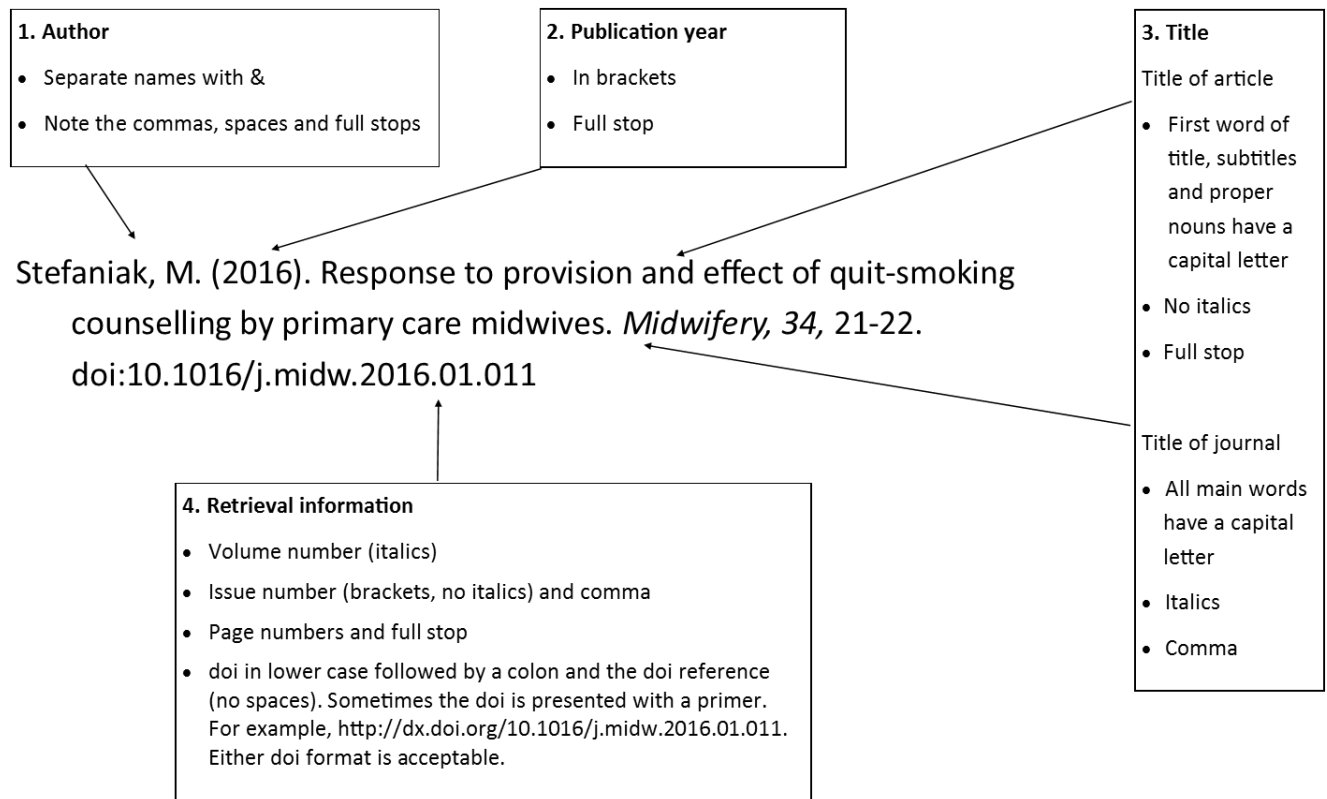 1. Author
• Separate names with &
• Note the commas, spaces and full stops
2. Publication year
• In brackets
• Full stop
3. Title
Title of article
• First word of
title, subtitles
and proper
nouns have a
capital letter
• No italics
• Full stop
Title of journal
• All main words
have a capital
letter
• Italics
• Comma
Stefaniak, M. (2016). Response to provision and effect of quit-smoking
counselling by primary care midwives. Midwifery, 34, 21-22.
doi:10.1016/j.midw.2016.01.011
4. Retrieval information
• Volume number (italics)
• Issue number (brackets, no italics) and comma
• Page numbers and full stop
• doi in lower case followed by a colon and the doi reference
(no spaces). Sometimes the doi is presented with a primer.
For example, http://dx.doi.org/10.1016/j.midw.2016.01.011.
Either doi format is acceptable.